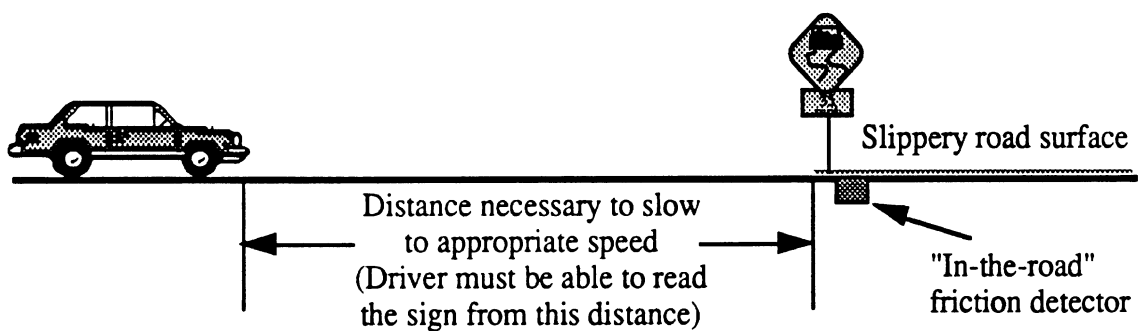 Slippery road surface
Distance necessary to slow
to appropriate speed
(Driver must be able to read
the sign from this distance)
"In-the-road"
friction detector